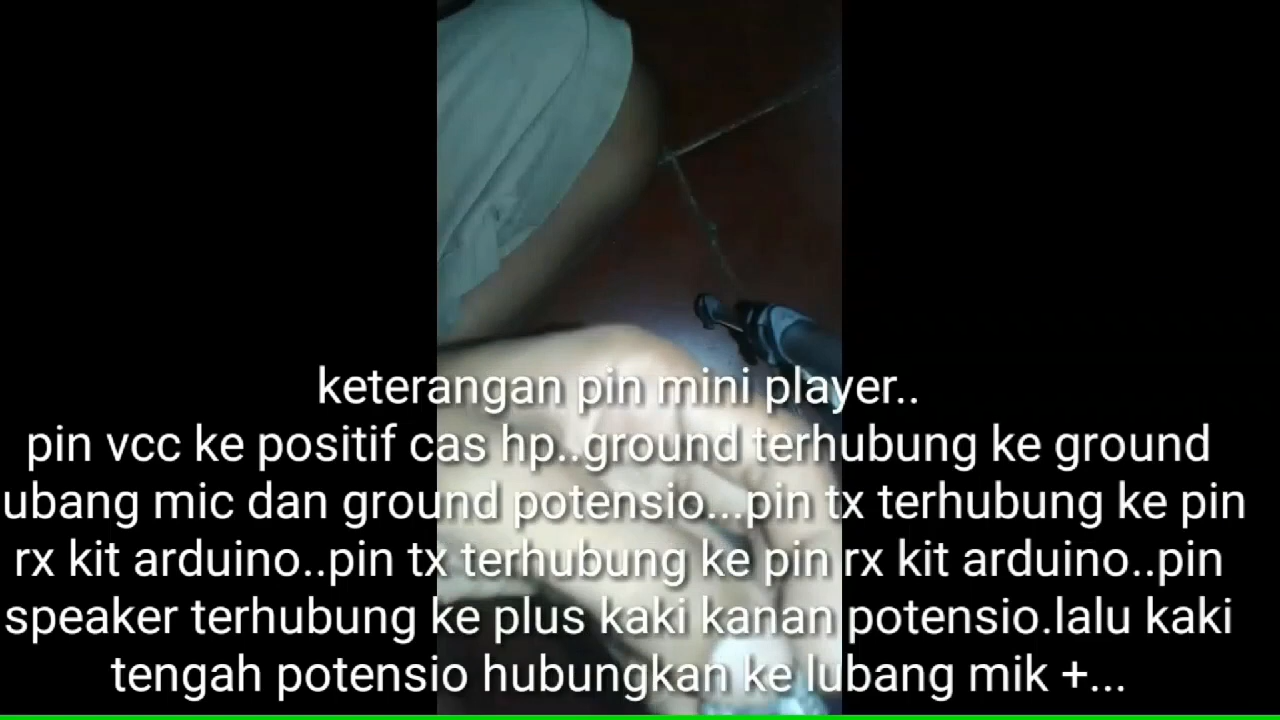 keterangan pin mini player..
pin vcc ke positif cas hp..ground terhubung ke ground
ubang mic dan ground potensio...pin tx terhubung ke pin
rx kit arduino..pin tx terhubung ke pin rx kit arduino..pin
speaker terhubung ke plus kaki kanan potensio.lalu kaki
tengah potensio hubungkan ke lubang mik +...